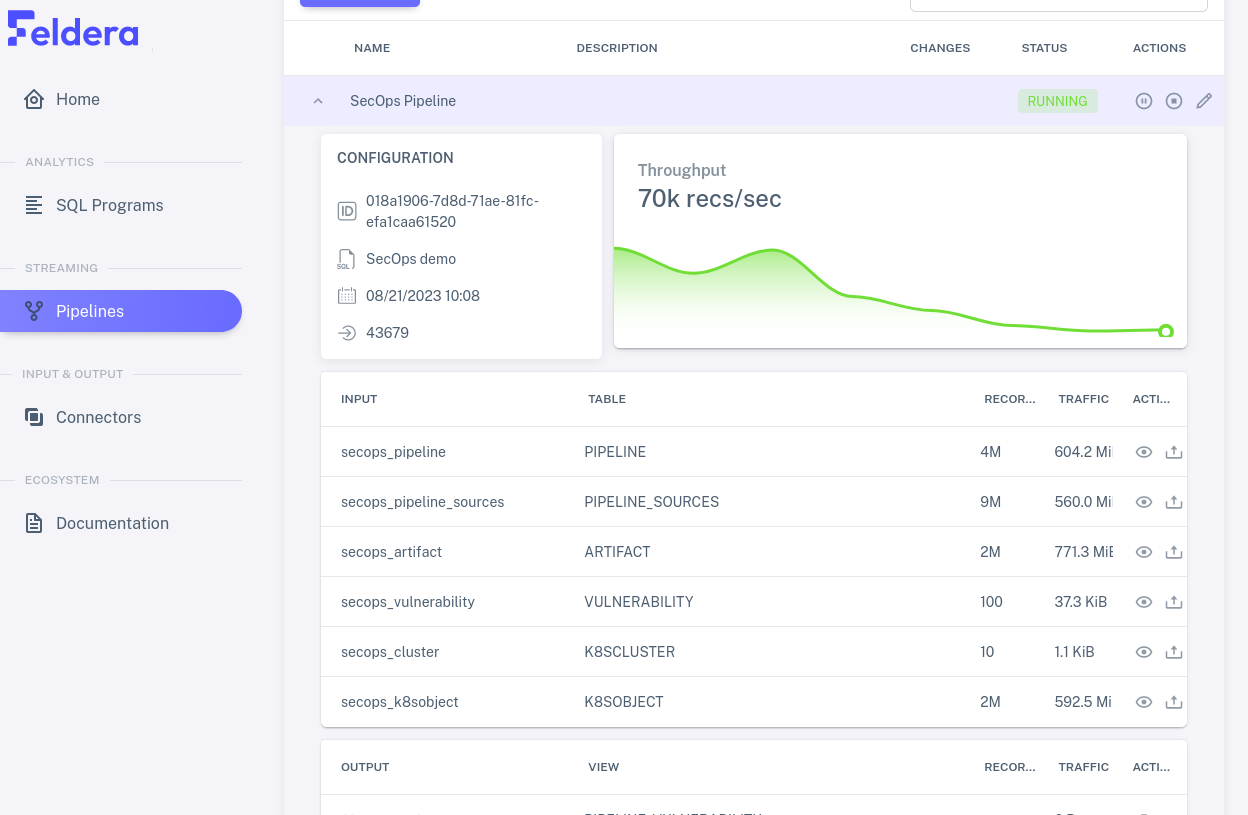 Feldera
Home
ANALYTICS
SQL Programs
STREAMING
Pipelines
INPUT & OUTPUT
Connectors
ECOSYSTEM
Documentation
NAME DESCRIPTION CHANGES STATUS ACTIONS
SecOps Pipeline RUNNING
CONFIGURATION
ID 018a1906-7d8d-71ae-81fc-
efa1caa61520
SQL SecOps demo
08/21/2023 10:08
43679
Throughput
70k recs/sec
INPUT TABLE RECOR... TRAFFIC ACTI...
secops_pipeline PIPELINE 4M 604.2 Mi
secops_pipeline_sources PIPELINE_SOURCES 9M 560.0 Mi
secops_artifact ARTIFACT 2M 771.3 MiB
secops_vulnerability VULNERABILITY 100 37.3 KiB
secops_cluster K8SCLUSTER 10 1.1 KiB
secops_k8sobject K8SOBJECT 2M 592.5 Mi
OUTPUT VIEW RECOR... TRAFFIC ACTI...